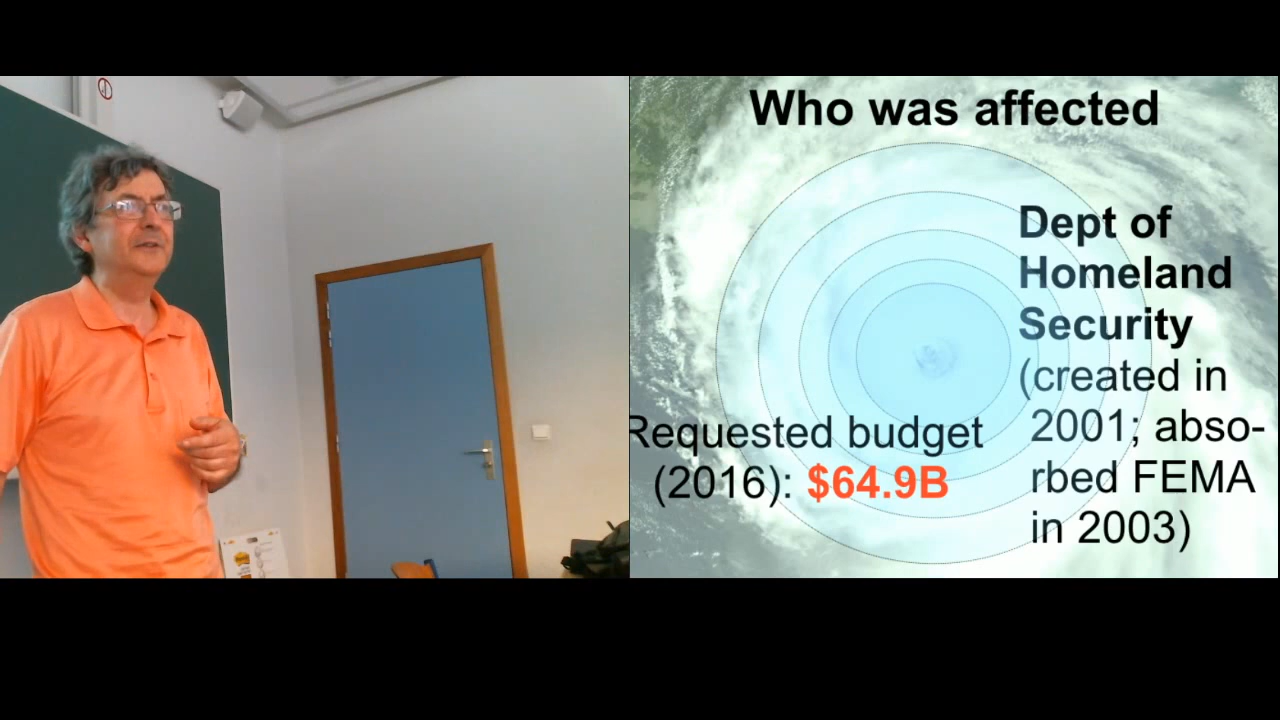 Who was affected
Dept of
Homeland
Security
(created in
2001; abso-
rbed FEMA
in 2003)
Requested budget
(2016): $64.9B